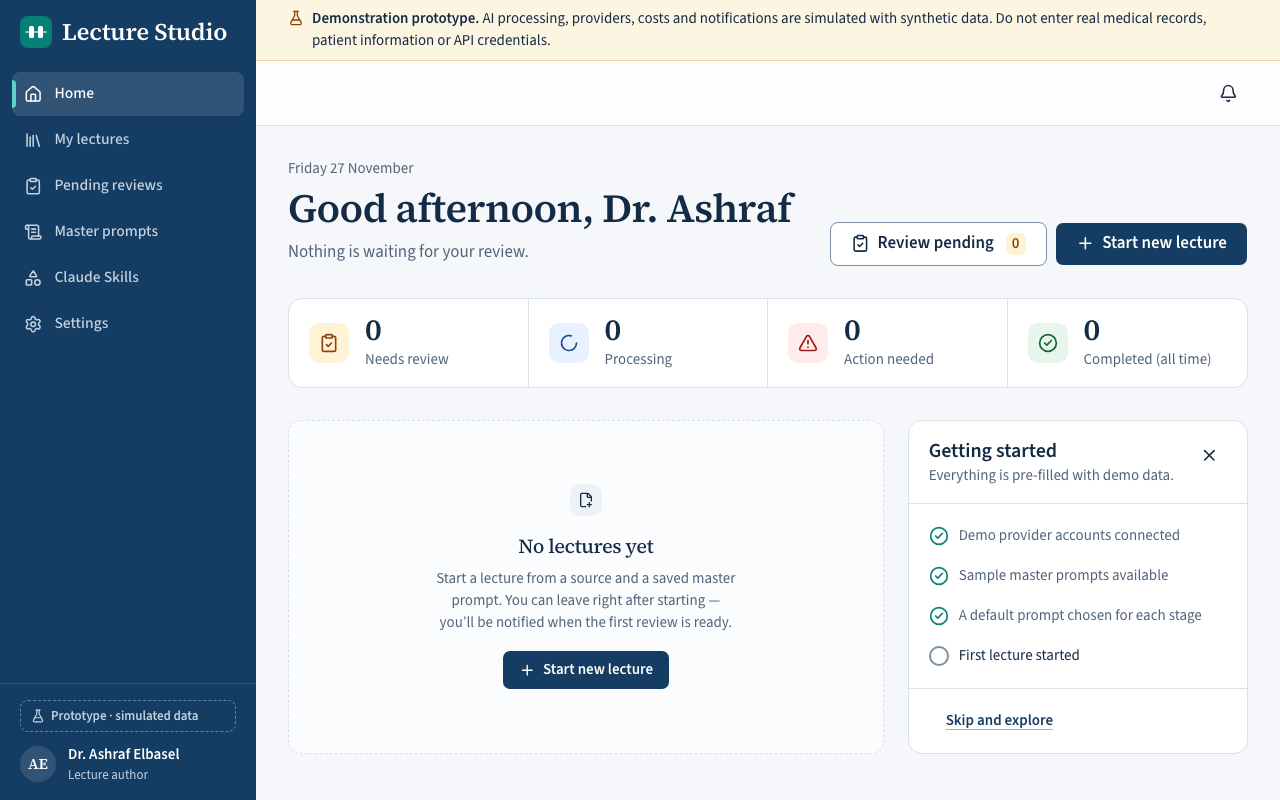 Lecture Studio
Home
My lectures
Pending reviews
Master prompts
Claude Skills
Settings
Prototype · simulated data
AE
Dr. Ashraf Elbasel
Lecture author
Demonstration prototype. AI processing, providers, costs and notifications are simulated with synthetic data. Do not enter real medical records,
patient information or API credentials.
Friday 27 November
Good afternoon, Dr. Ashraf
Nothing is waiting for your review.
Review pending 0
Start new lecture
0
Needs review
0
Processing
0
Action needed
0
Completed (all time)
No lectures yet
Start a lecture from a source and a saved master
prompt. You can leave right after starting —
you’ll be notified when the first review is ready.
Start new lecture
Getting started
Everything is pre-filled with demo data.
Demo provider accounts connected
Sample master prompts available
A default prompt chosen for each stage
First lecture started
Skip and explore